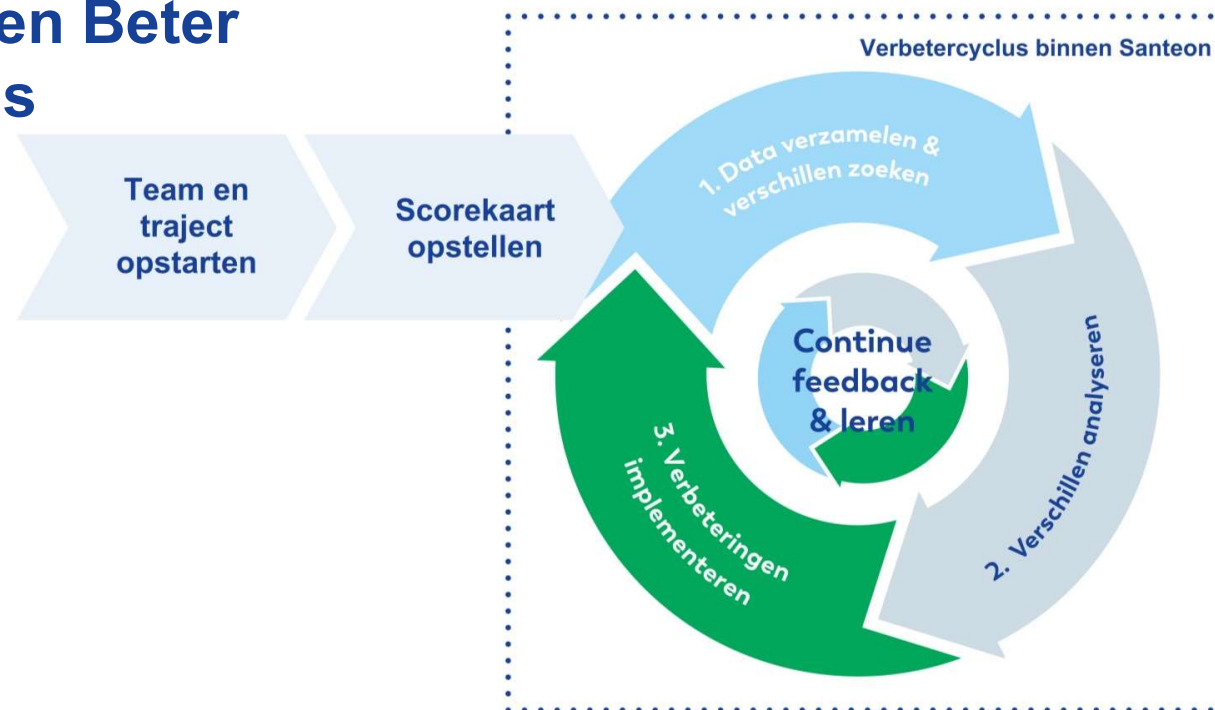 en Beter
s
Verbetercyclus binnen Santeon
Team en
traject
opstarten
Scorekaart
opstellen
1. Data verzamelen &
verschillen zoeken
2. Verschillen analyseren
3. Verbeteringen
implementeren
Continue
feedback
& leren